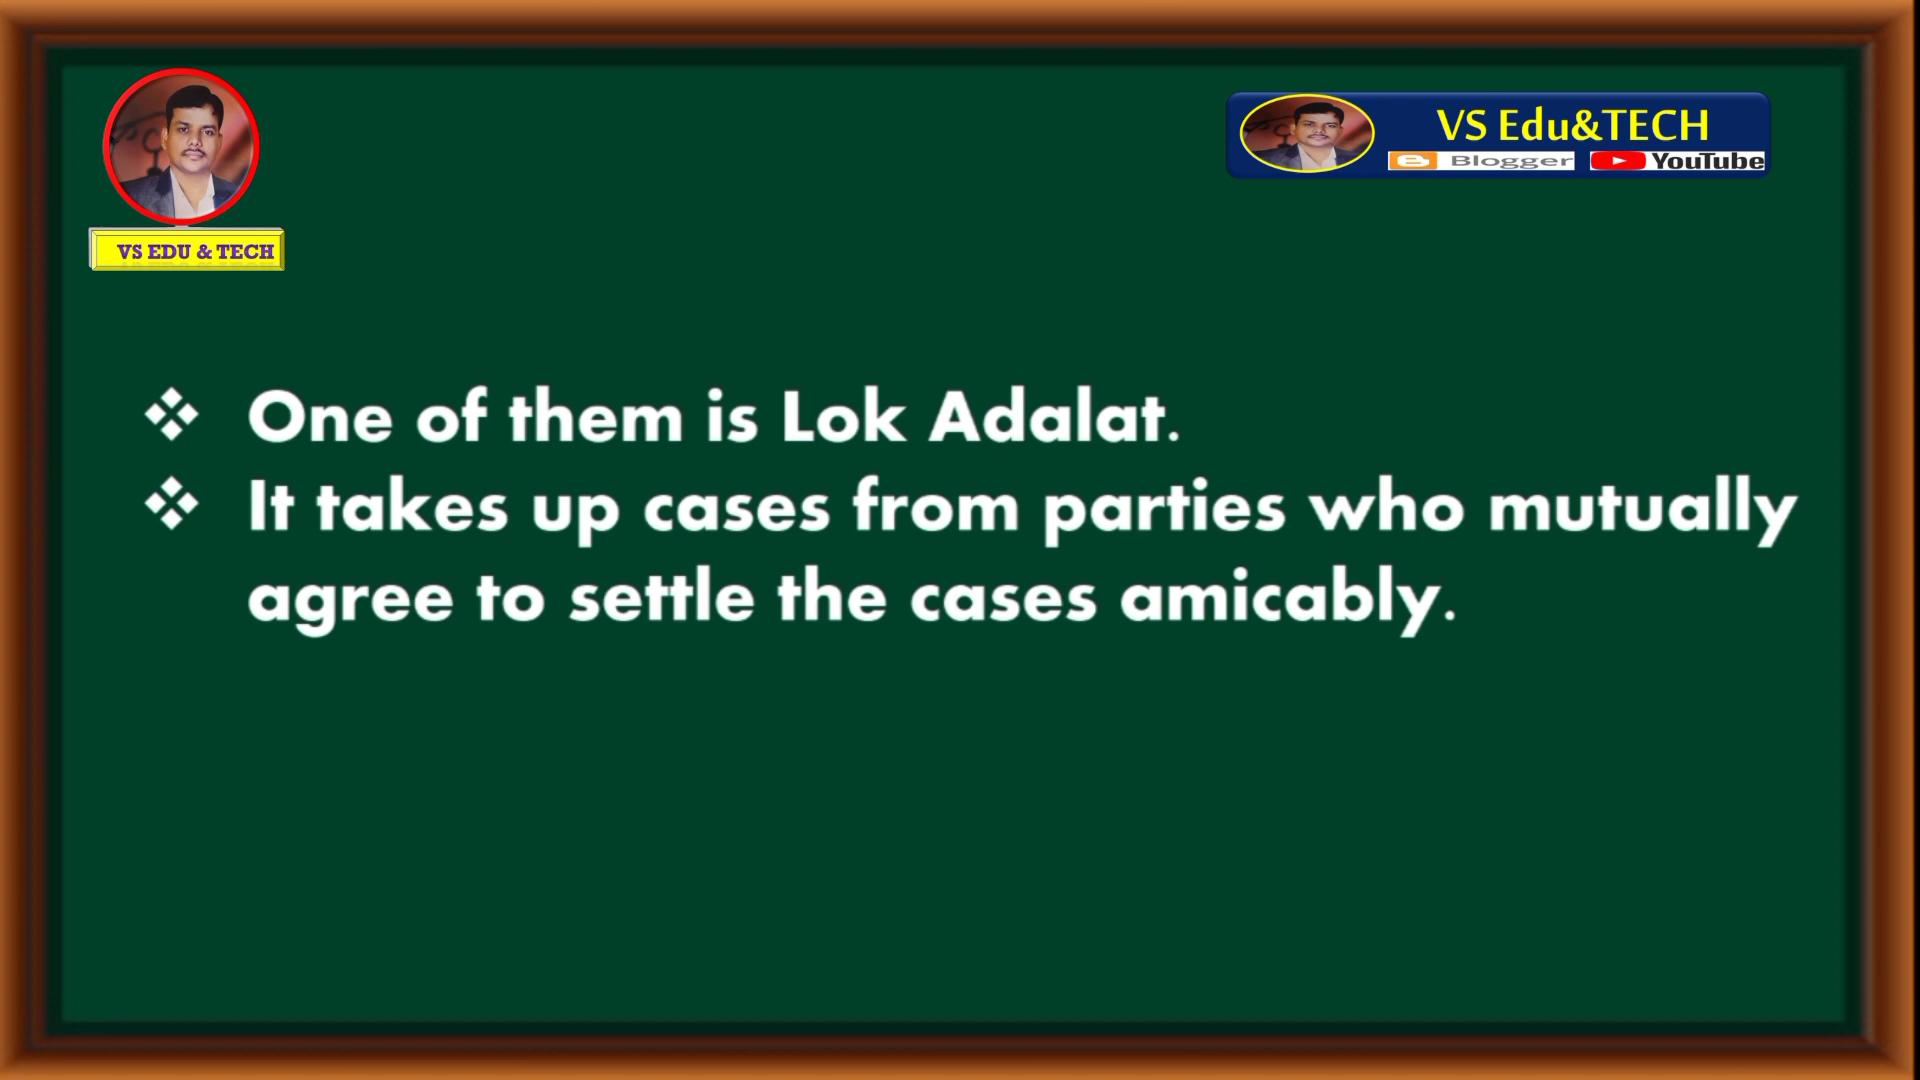 VS EDU & TECH
VS Edu&TECH
Blogger YouTube
❖ One of them is Lok Adalat.
❖ It takes up cases from parties who mutually
agree to settle the cases amicably.